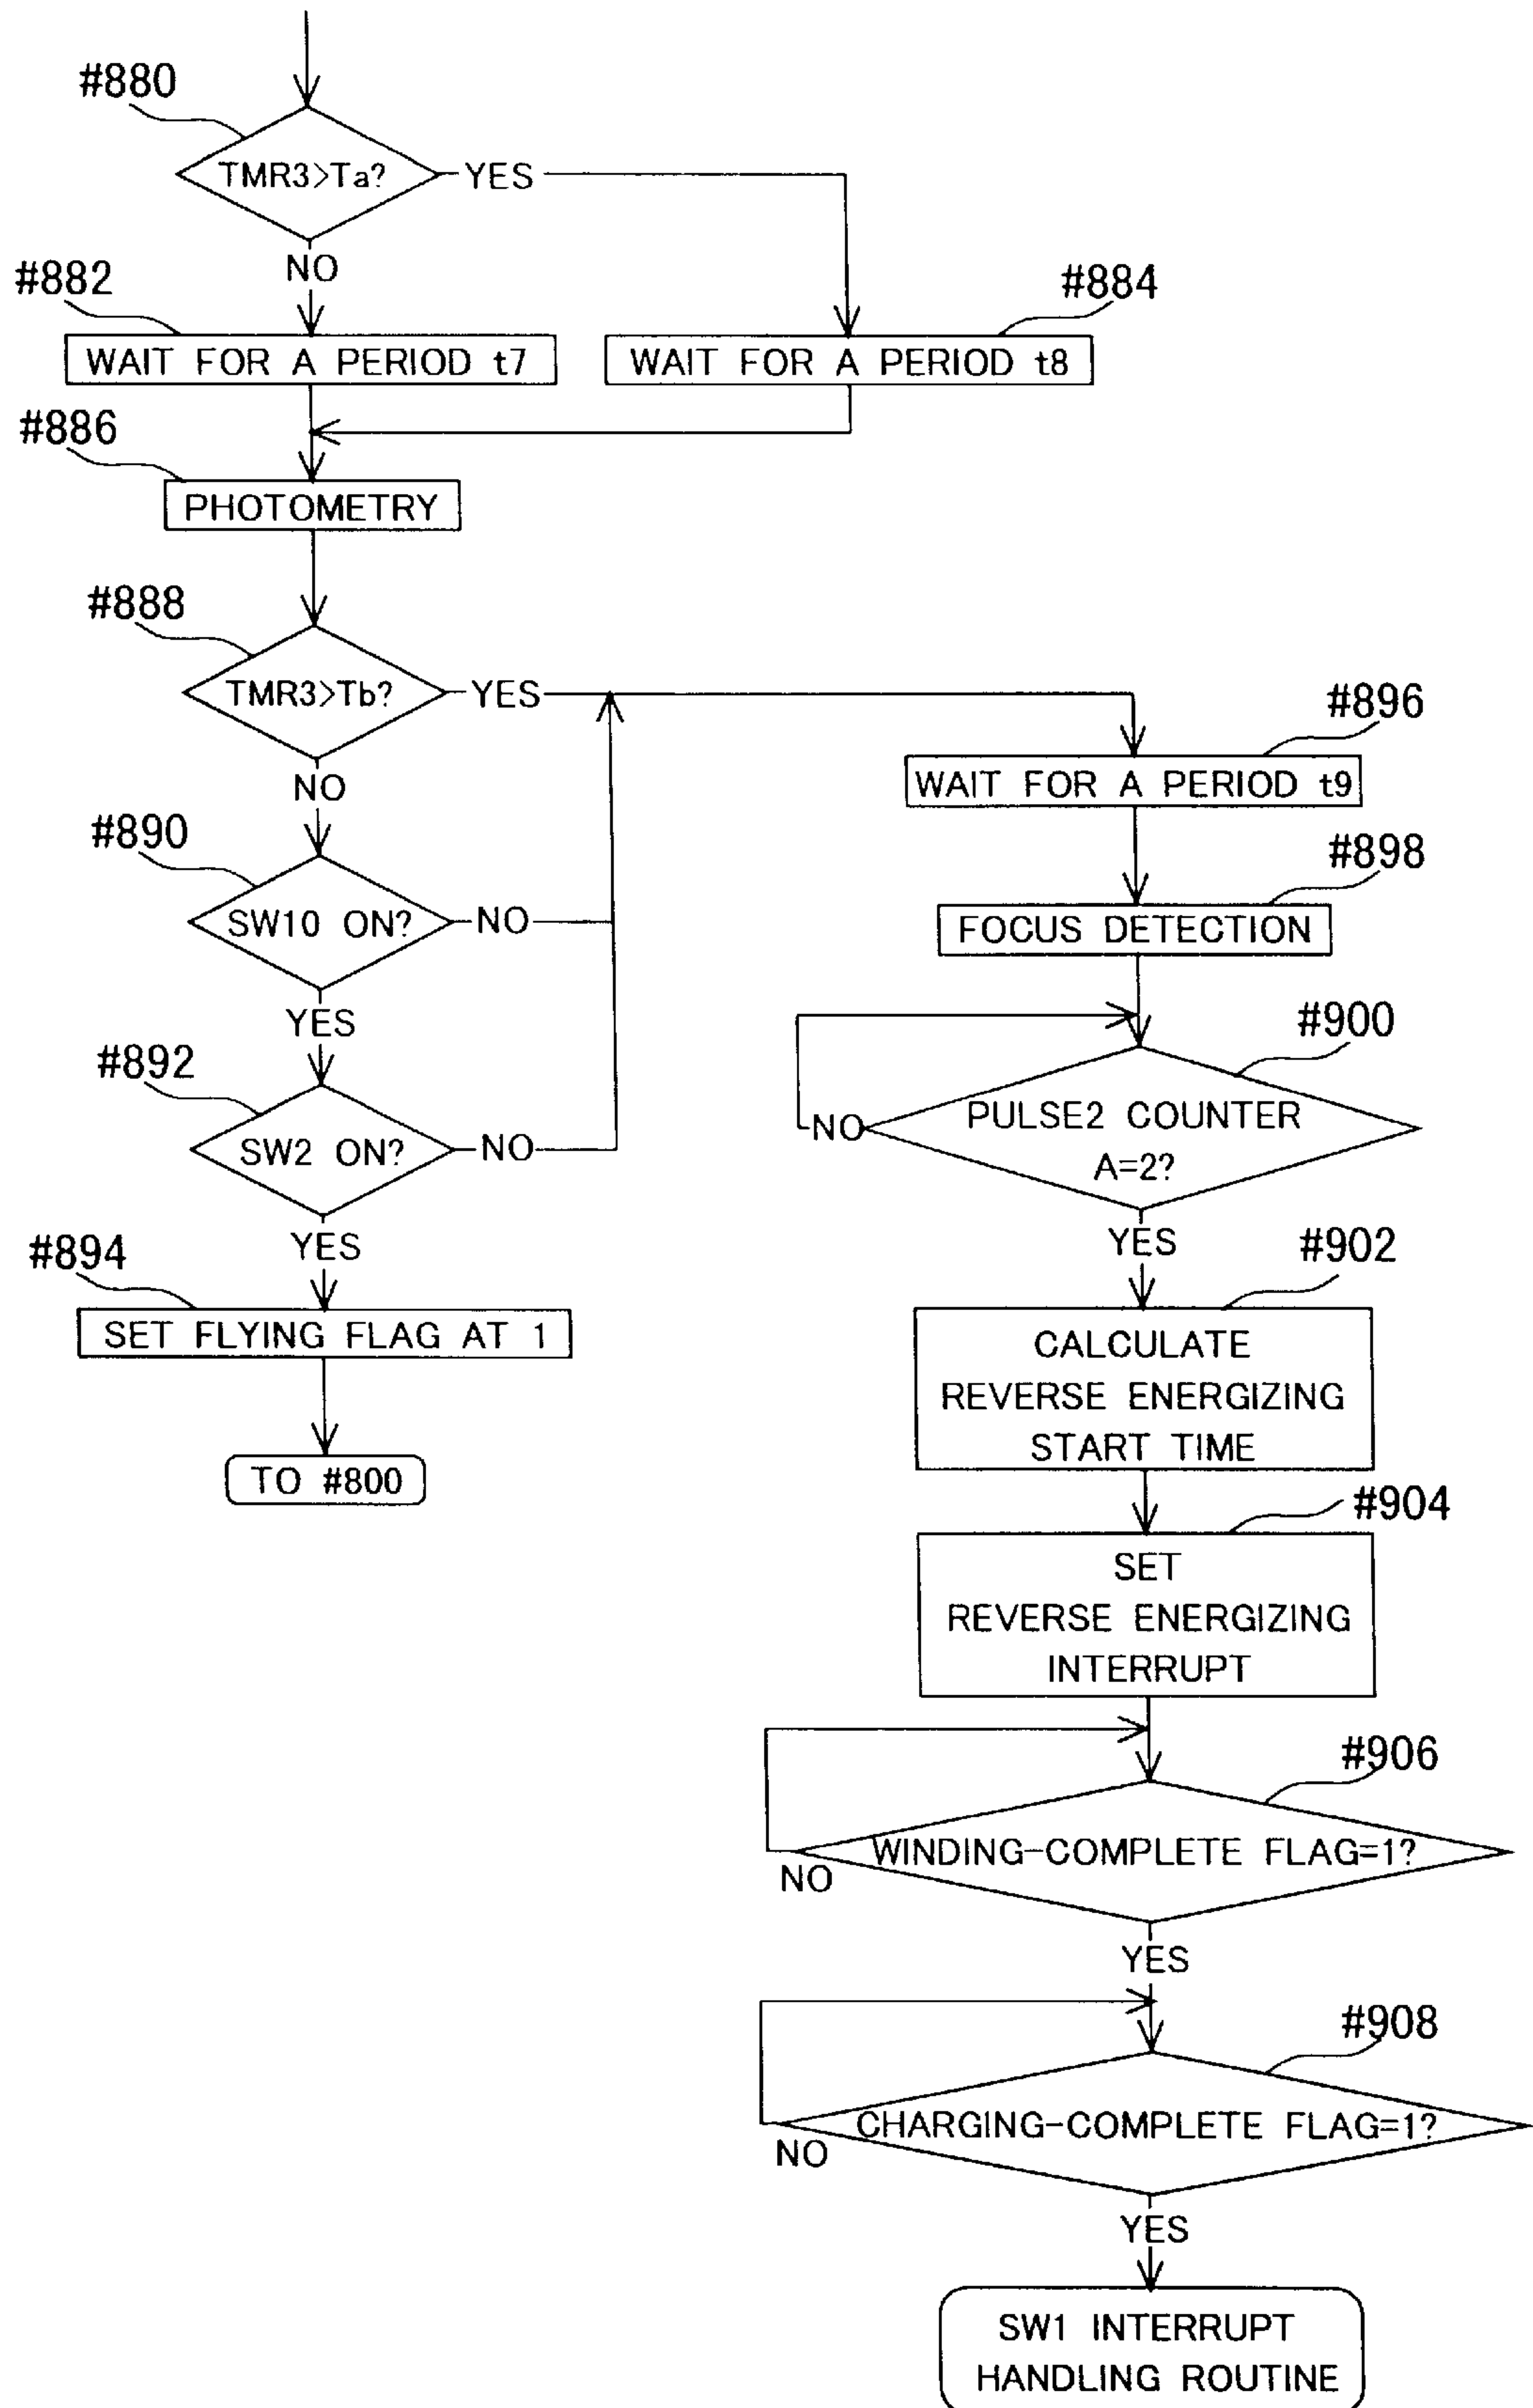 #880
TMR3>Ta?
YES
NO
#882
WAIT FOR A PERIOD t7
#884
WAIT FOR A PERIOD t8
#886
PHOTOMETRY
#888
TMR3>Tb?
YES
NO
#890
SW10 ON?
NO
YES
#892
SW2 ON?
NO
YES
#894
SET FLYING FLAG AT 1
TO #800
#896
WAIT FOR A PERIOD t9
#898
FOCUS DETECTION
#900
PULSE2 COUNTER
A=2?
NO
YES
#902
CALCULATE
REVERSE ENERGIZING
START TIME
#904
SET
REVERSE ENERGIZING
INTERRUPT
#906
WINDING-COMPLETE FLAG=1?
NO
YES
#908
CHARGING-COMPLETE FLAG=1?
NO
YES
SW1 INTERRUPT
HANDLING ROUTINE